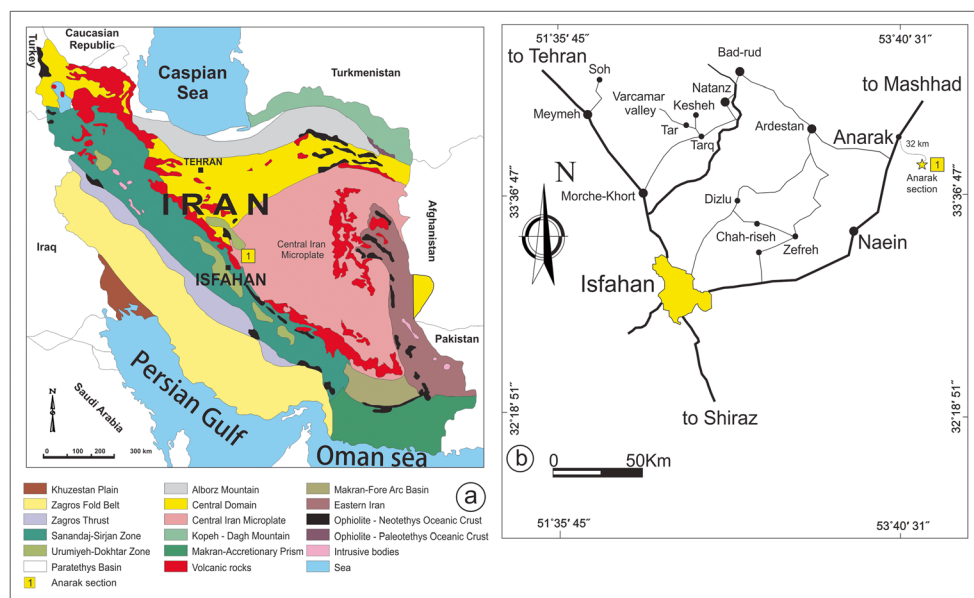 Caucasian
Republic
Turkey
Caspian
Sea
Turkmenistan
TEHRAN
IRAN
Afghanistan
Iraq
Central Iran
Microplate
1
ISFAHAN
Pakistan
Persian Gulf
Saudi Arabia
Oman sea
N
0 100 200 300 km
a
Khuzestan Plain
Zagros Fold Belt
Zagros Thrust
Sanandaj-Sirjan Zone
Urumiyeh-Dokhtar Zone
Paratethys Basin
1 Anarak section
Alborz Mountain
Central Domain
Central Iran Microplate
Kopeh - Dagh Mountain
Makran-Accretionary Prism
Volcanic rocks
Makran-Fore Arc Basin
Eastern Iran
Ophiolite - Neotethys Oceanic Crust
Ophiolite - Paleotethys Oceanic Crust
Intrusive bodies
Sea
51° 35′ 45″
53° 40′ 31″
to Tehran
Soh
Bad-rud
to Mashhad
Natanz
Varcamar
valley
Kesheh
Meymeh
Tar
Tarq
Ardestan
Anarak
32 km
1
Anarak
section
N
33° 36′ 47″
33° 36′ 47″
Morche-Khort
Dizlu
Chah-riseh
Zefreh
Naein
Isfahan
32° 18′ 51″
32° 18′ 51″
to Shiraz
b
0 50Km
51° 35′ 45″
53° 40′ 31″